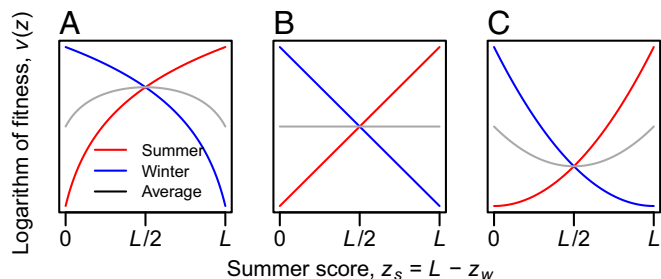 A B C
Logarithm of fitness, v(z)
Summer
Winter
Average
0 L/2 L 0 L/2 L 0 L/2 L
Summer score, z_s = L − z_w